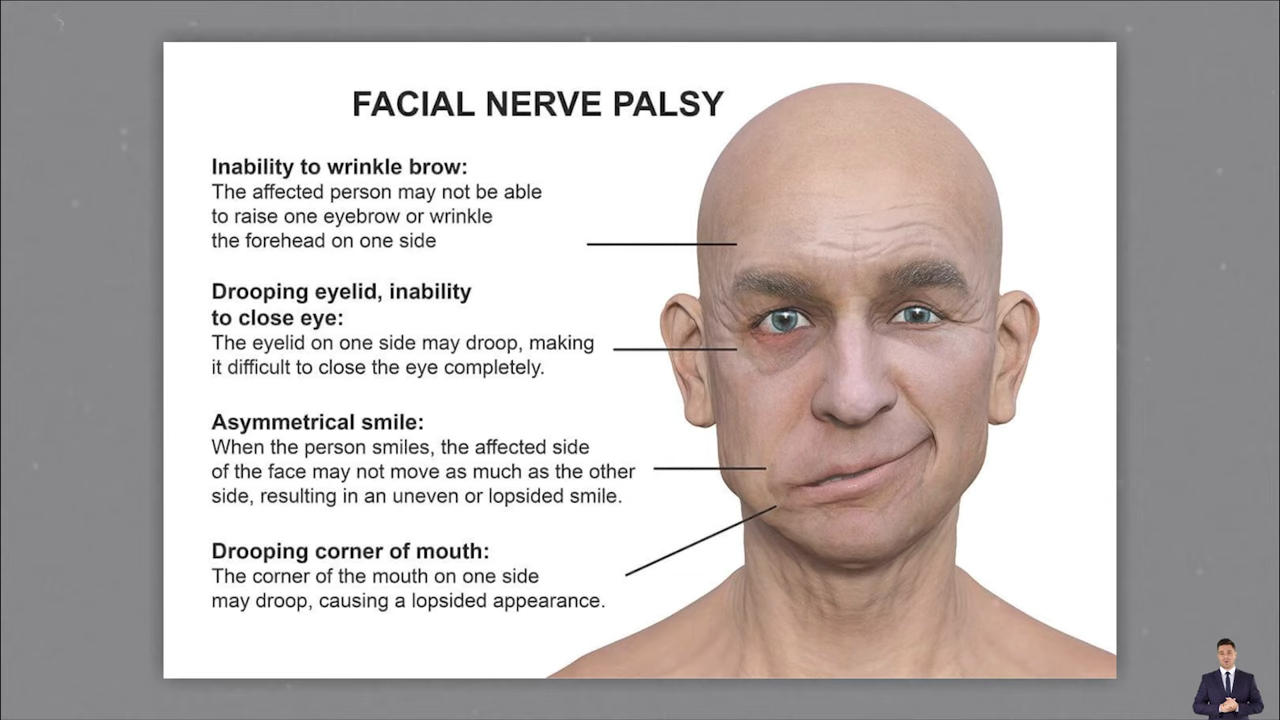 FACIAL NERVE PALSY
Inability to wrinkle brow:
The affected person may not be able
to raise one eyebrow or wrinkle
the forehead on one side
Drooping eyelid, inability
to close eye:
The eyelid on one side may droop, making
it difficult to close the eye completely.
Asymmetrical smile:
When the person smiles, the affected side
of the face may not move as much as the other
side, resulting in an uneven or lopsided smile.
Drooping corner of mouth:
The corner of the mouth on one side
may droop, causing a lopsided appearance.